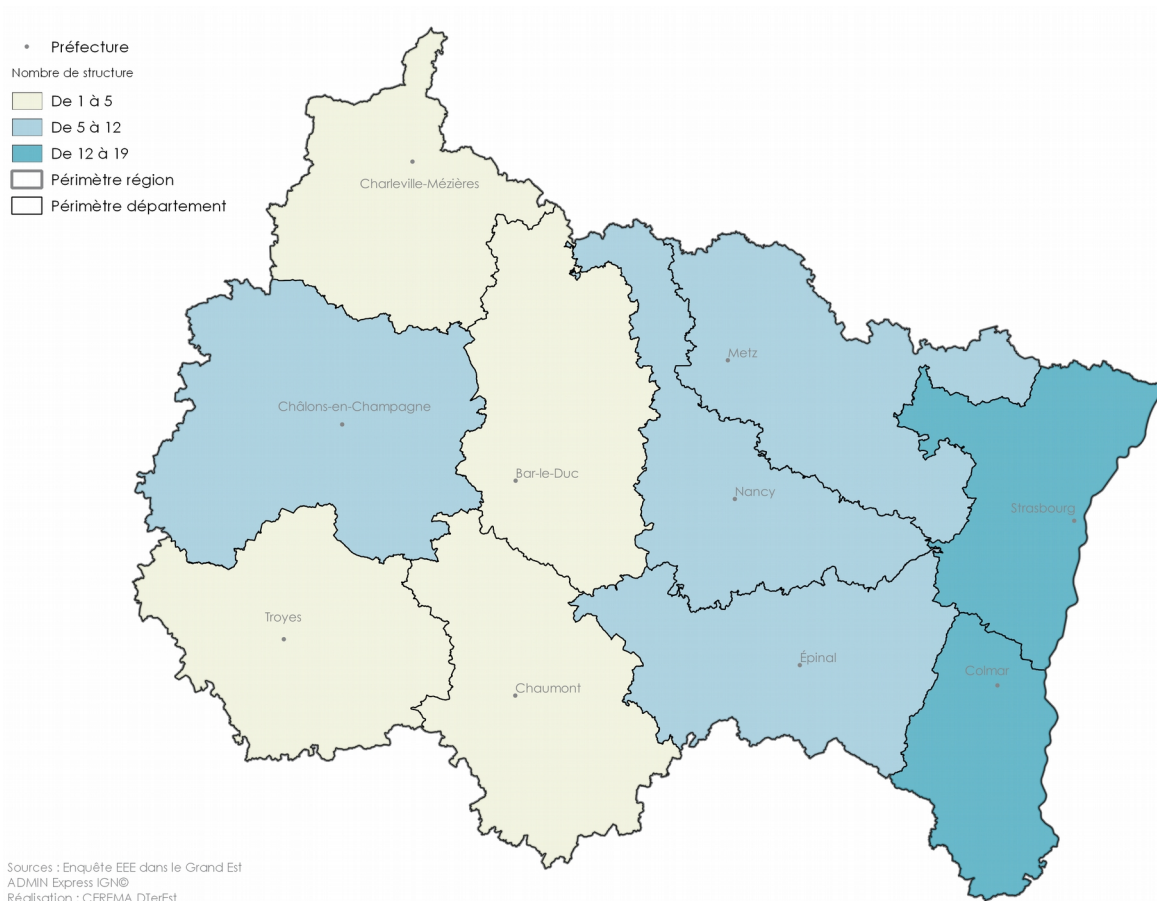 Préfecture
Nombre de structure
De 1 à 5
De 5 à 12
De 12 à 19
Périmètre région
Périmètre département
Charleville-Mézières
Metz
Châlons-en-Champagne
Bar-le-Duc
Nancy
Strasbourg
Troyes
Épinal
Colmar
Chaumont
Sources : Enquête EEE dans le Grand Est
ADMIN Express IGN©
Réalisation : CEREMA DTerEst